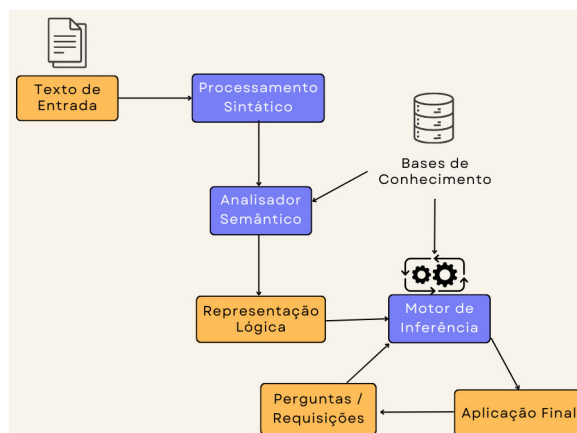 Texto de
Entrada
Processamento
Sintático
Bases de
Conhecimento
Analisador
Semântico
Representação
Lógica
Motor de
Inferência
Perguntas /
Requisições
Aplicação Final